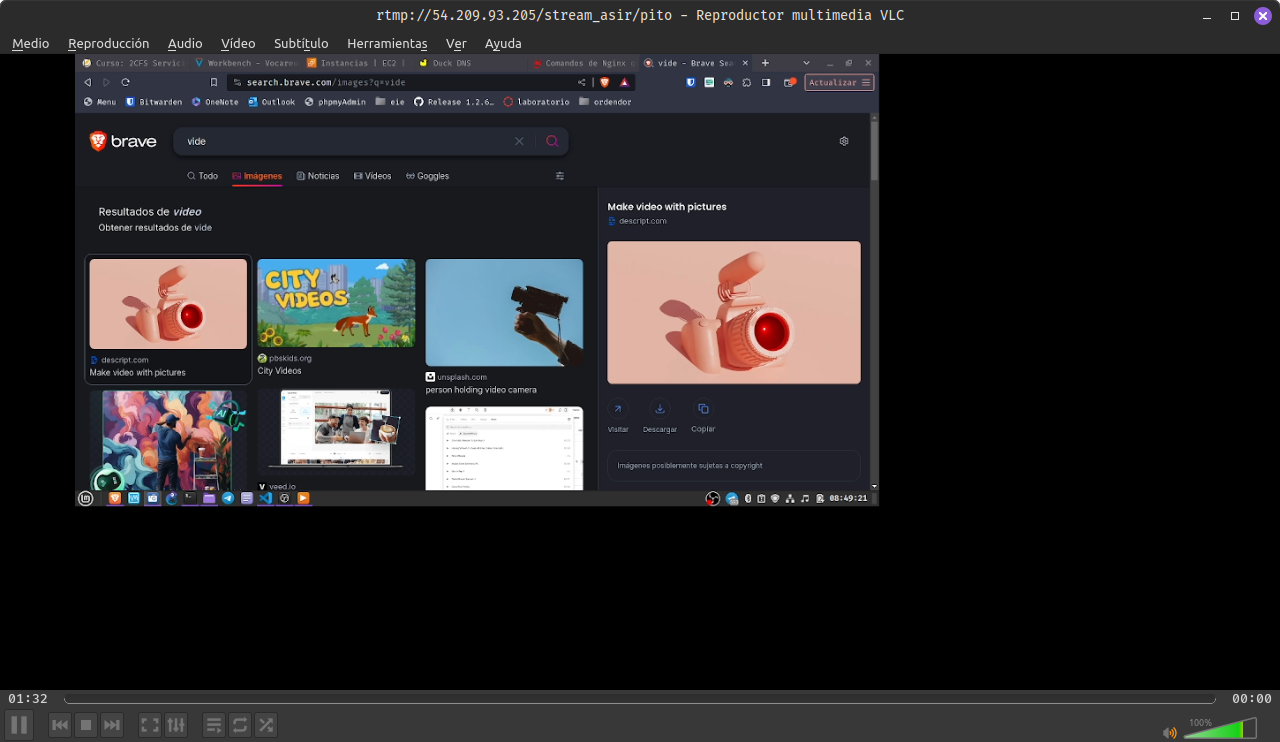 rtmp://54.209.93.205/stream_asir/pito - Reproductor multimedia VLC
Medio Reproducción Audio Vídeo Subtítulo Herramientas Ver Ayuda
Curso: 2CFS Servic Workbench - Vocare Instancias | EC2 | Duck DNS Comandos de Nginx vide - Brave Sea
search.brave.com/images?q=vide Actualizar
Menu Bitwarden OneNote Outlook phpmyAdmin eie Release 1.2.6… laboratorio ordendor
brave vide
Todo Imágenes Noticias Vídeos Goggles
Resultados de video
Obtener resultados de vide
Make video with pictures
descript.com
CITY VIDEOS
descript.com
Make video with pictures
pbskids.org
City Videos
unsplash.com
person holding video camera
Visitar Descargar Copiar
Imágenes posiblemente sujetas a copyright
veed.io
08:49:21
01:32 00:00
100%